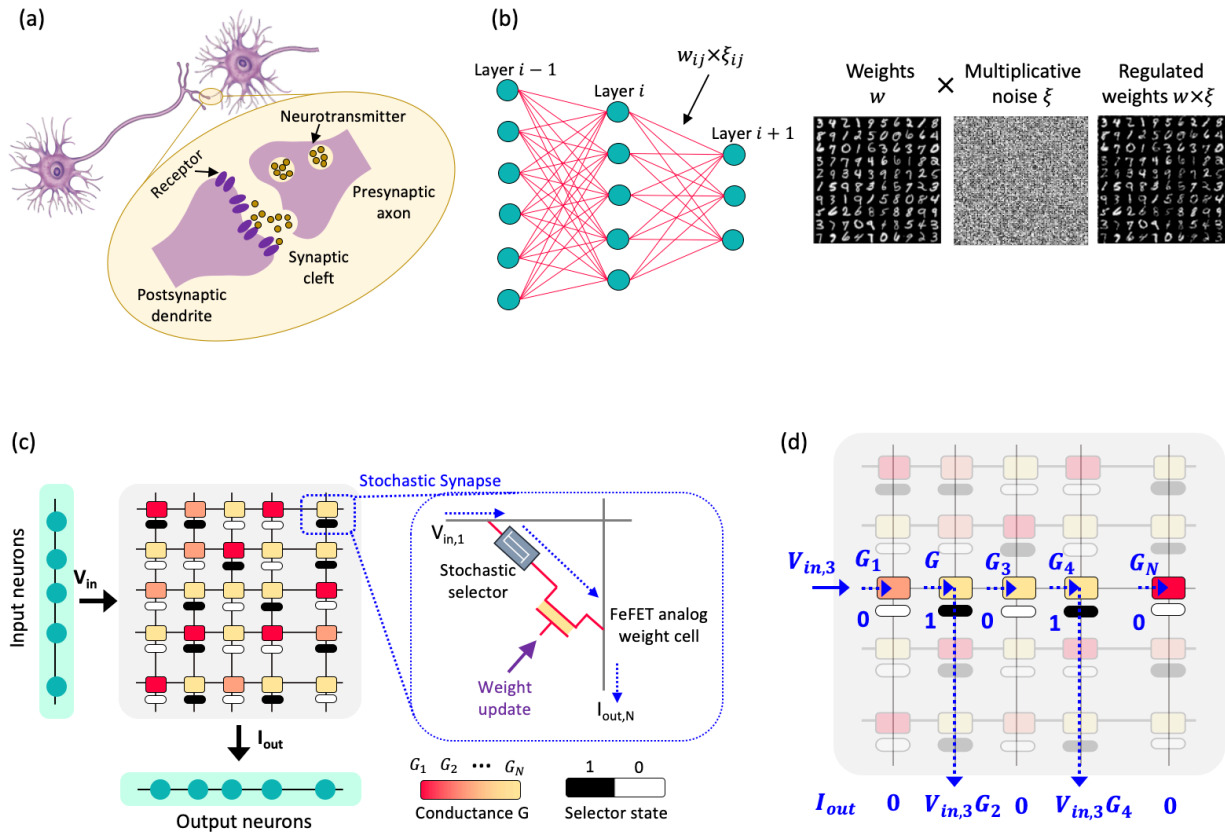 (a)
Neurotransmitter
Receptor
Presynaptic
axon
Synaptic
cleft
Postsynaptic
dendrite
(b)
Layer i − 1
Layer i
w_ij×ξ_ij
Layer i + 1
Weights
w
×
Multiplicative
noise ξ
Regulated
weights w×ξ
(c)
Input neurons
V_in
I_out
Output neurons
Stochastic Synapse
V_in,1
Stochastic
selector
FeFET analog
weight cell
Weight
update
I_out,N
G_1 G_2 ··· G_N
Conductance G
1 0
Selector state
(d)
V_in,3
G_1 G G_3 G_4 G_N
0 1 0 1 0
I_out 0 V_in,3G_2 0 V_in,3G_4 0